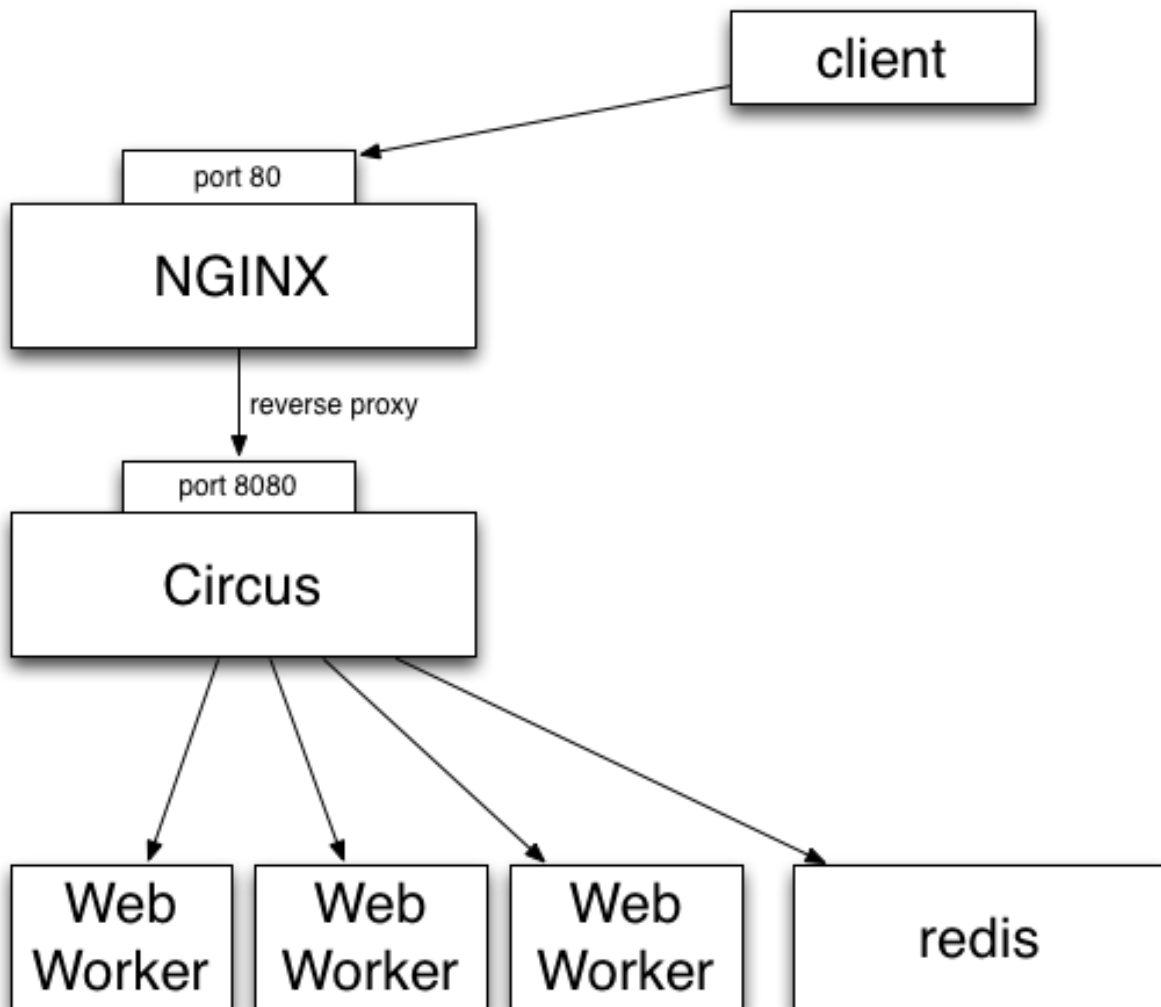 client
port 80
NGINX
reverse proxy
port 8080
Circus
Web
Worker
Web
Worker
Web
Worker
redis